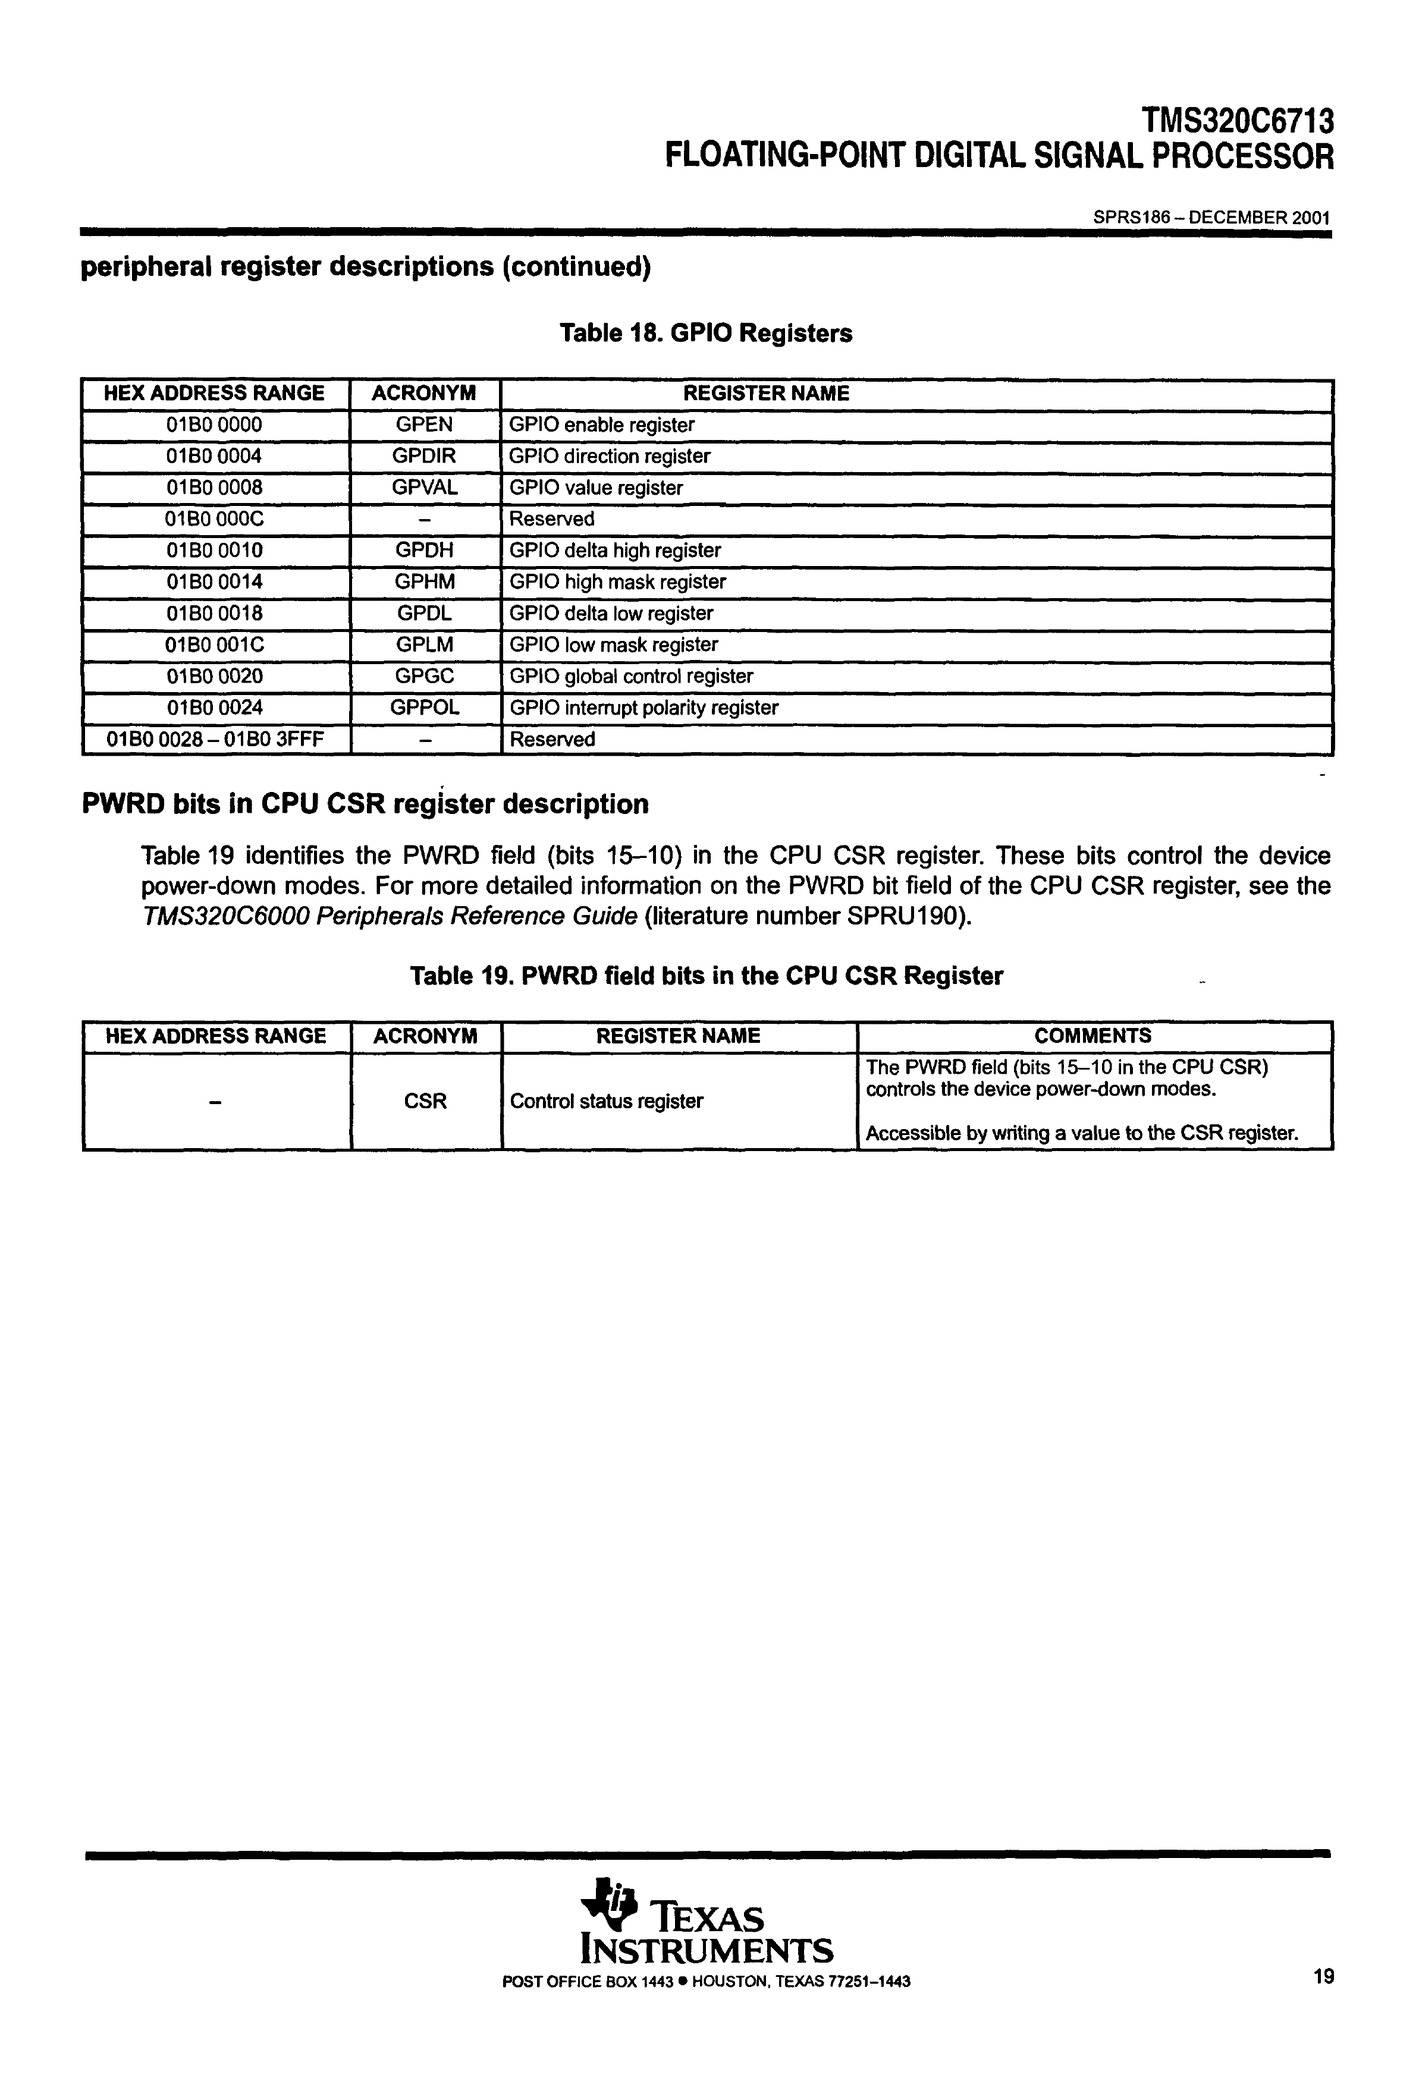 TMS320C6713
FLOATING-POINT DIGITAL SIGNAL PROCESSOR
SPRS186 – DECEMBER 2001
peripheral register descriptions (continued)
Table 18. GPIO Registers
HEX ADDRESS RANGE ACRONYM REGISTER NAME
01B0 0000 GPEN GPIO enable register
01B0 0004 GPDIR GPIO direction register
01B0 0008 GPVAL GPIO value register
01B0 000C – Reserved
01B0 0010 GPDH GPIO delta high register
01B0 0014 GPHM GPIO high mask register
01B0 0018 GPDL GPIO delta low register
01B0 001C GPLM GPIO low mask register
01B0 0020 GPGC GPIO global control register
01B0 0024 GPPOL GPIO interrupt polarity register
01B0 0028 – 01B0 3FFF – Reserved
PWRD bits in CPU CSR register description
Table 19 identifies the PWRD field (bits 15–10) in the CPU CSR register. These bits control the device
power-down modes. For more detailed information on the PWRD bit field of the CPU CSR register, see the
TMS320C6000 Peripherals Reference Guide (literature number SPRU190).
Table 19. PWRD field bits in the CPU CSR Register
HEX ADDRESS RANGE ACRONYM REGISTER NAME COMMENTS
– CSR Control status register The PWRD field (bits 15–10 in the CPU CSR)
controls the device power-down modes.
Accessible by writing a value to the CSR register.
TEXAS
INSTRUMENTS
POST OFFICE BOX 1443 • HOUSTON, TEXAS 77251–1443
19